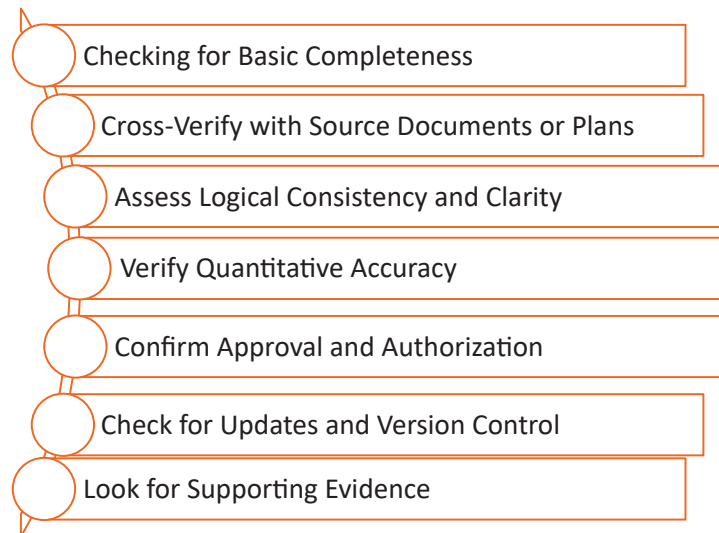 Checking for Basic Completeness
Cross-Verify with Source Documents or Plans
Assess Logical Consistency and Clarity
Verify Quantitative Accuracy
Confirm Approval and Authorization
Check for Updates and Version Control
Look for Supporting Evidence